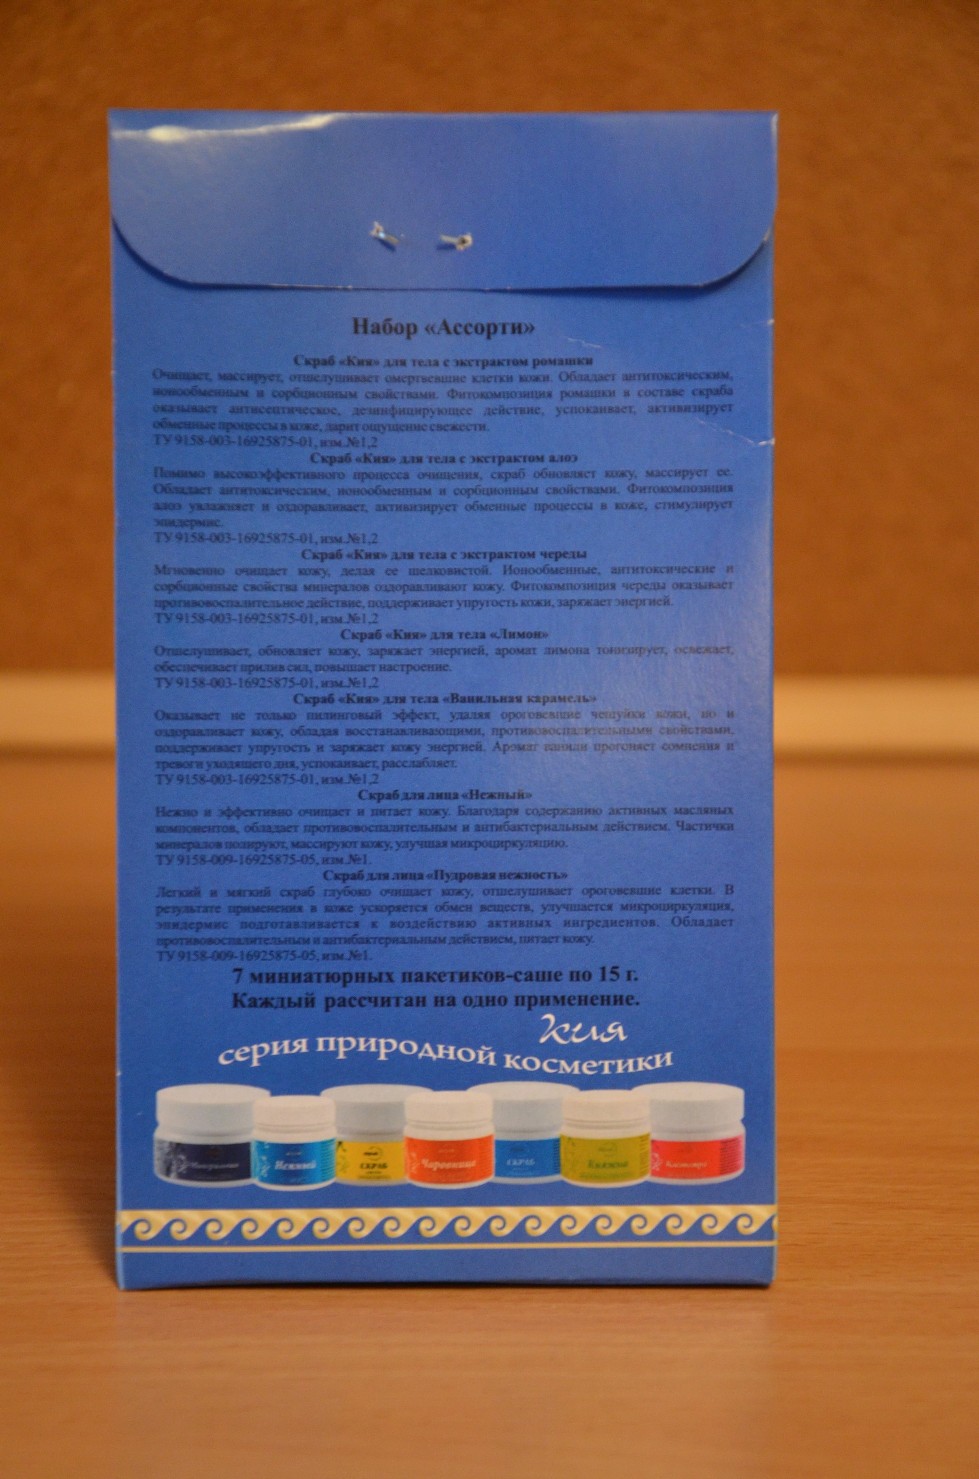 Набор «Ассорти»
Скраб «Кия» для тела с экстрактом ромашки
Очищает, массирует, отшелушивает омертвевшие клетки кожи. Обладает антитоксическим,
ионообменным и сорбционным свойствами. Фитокомпозиция ромашки в составе скраба
оказывает антисептическое, дезинфицирующее действие, успокаивает, активизирует
обменные процессы в коже, дарит ощущение свежести.
ТУ 9158-003-16925875-01, изм.№1,2
Скраб «Кия» для тела с экстрактом алоэ
Помимо высокоэффективного процесса очищения, скраб обновляет кожу, массирует ее.
Обладает антитоксическим, ионообменным и сорбционным свойствами. Фитокомпозиция
алоэ увлажняет и оздоравливает, активизирует обменные процессы в коже, стимулирует
эпидермис.
ТУ 9158-003-16925875-01, изм.№1,2
Скраб «Кия» для тела с экстрактом череды
Мгновенно очищает кожу, делая ее шелковистой. Ионообменные, антитоксические и
сорбционные свойства минералов оздоравливают кожу. Фитокомпозиция череды оказывает
противовоспалительное действие, поддерживает упругость кожи, заряжает энергией.
ТУ 9158-003-16925875-01, изм.№1,2
Скраб «Кия» для тела «Лимон»
Отшелушивает, обновляет кожу, заряжает энергией, аромат лимона тонизирует, освежает,
обеспечивает прилив сил, повышает настроение.
ТУ 9158-003-16925875-01, изм.№1,2
Скраб «Кия» для тела «Ванильная карамель»
Оказывает не только пилинговый эффект, удаляя ороговевшие чешуйки кожи, но и
оздоравливает кожу, обладая восстанавливающими, противовоспалительными свойствами,
поддерживает упругость и заряжает кожу энергией. Аромат ванили прогоняет сомнения и
тревоги уходящего дня, успокаивает, расслабляет.
ТУ 9158-003-16925875-01, изм.№1,2
Скраб для лица «Нежный»
Нежно и эффективно очищает и питает кожу. Благодаря содержанию активных масляных
компонентов, обладает противовоспалительным и антибактериальным действием. Частички
минералов полируют, массируют кожу, улучшая микроциркуляцию.
ТУ 9158-009-16925875-05, изм.№1.
Скраб для лица «Пудровая нежность»
Легкий и мягкий скраб глубоко очищает кожу, отшелушивает ороговевшие клетки. В
результате применения в коже ускоряется обмен веществ, улучшается микроциркуляция,
эпидермис подготавливается к воздействию активных ингредиентов. Обладает
противовоспалительным и антибактериальным действием, питает кожу.
ТУ 9158-009-16925875-05, изм.№1.
7 миниатюрных пакетиков-саше по 15 г.
Каждый рассчитан на одно применение.
кия
серия природной косметики
Нежный
СКРАБ
Чаровница
СКРАБ
Княжна
Кастотра